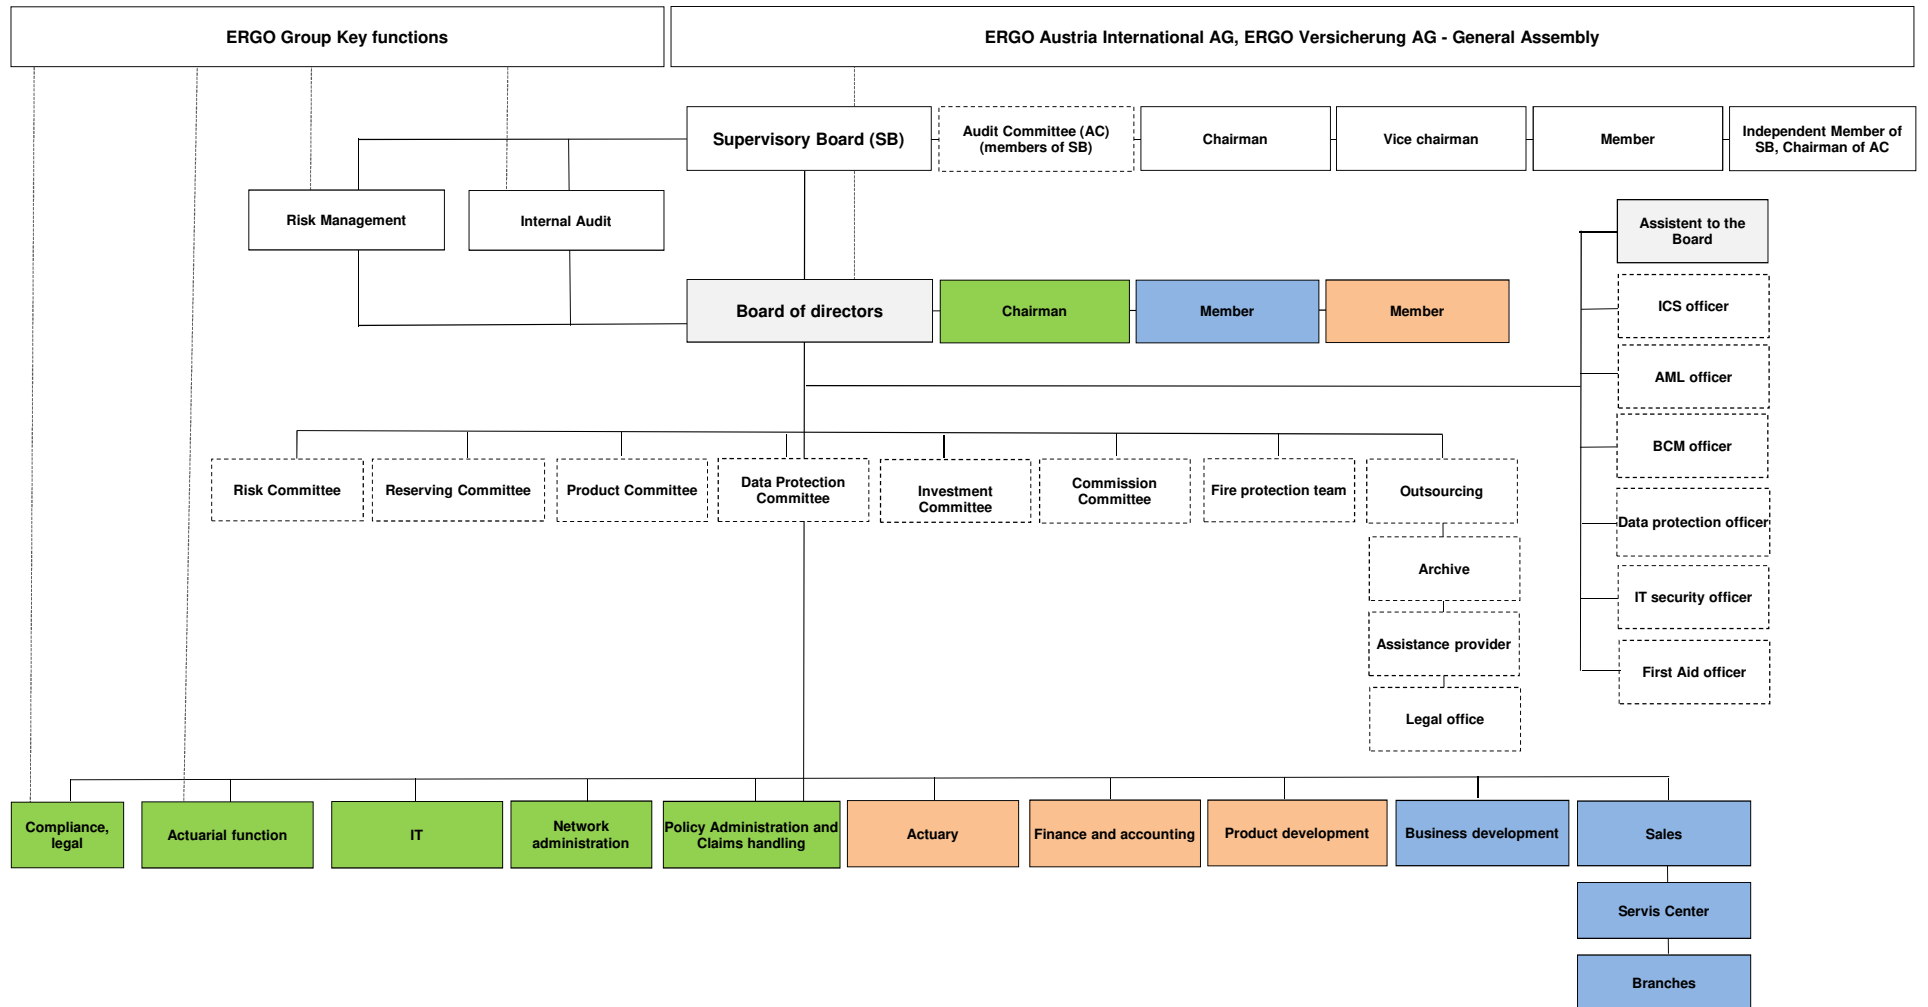 ERGO Group Key functions
ERGO Austria International AG, ERGO Versicherung AG - General Assembly
Supervisory Board (SB)
Audit Committee (AC)
(members of SB)
Chairman
Vice chairman
Member
Independent Member of
SB, Chairman of AC
Risk Management
Internal Audit
Assistent to the
Board
Board of directors
Chairman
Member
Member
ICS officer
AML officer
BCM officer
Data protection officer
IT security officer
First Aid officer
Risk Committee
Reserving Committee
Product Committee
Data Protection
Committee
Investment
Committee
Commission
Committee
Fire protection team
Outsourcing
Archive
Assistance provider
Legal office
Compliance,
legal
Actuarial function
IT
Network
administration
Policy Administration and
Claims handling
Actuary
Finance and accounting
Product development
Business development
Sales
Servis Center
Branches